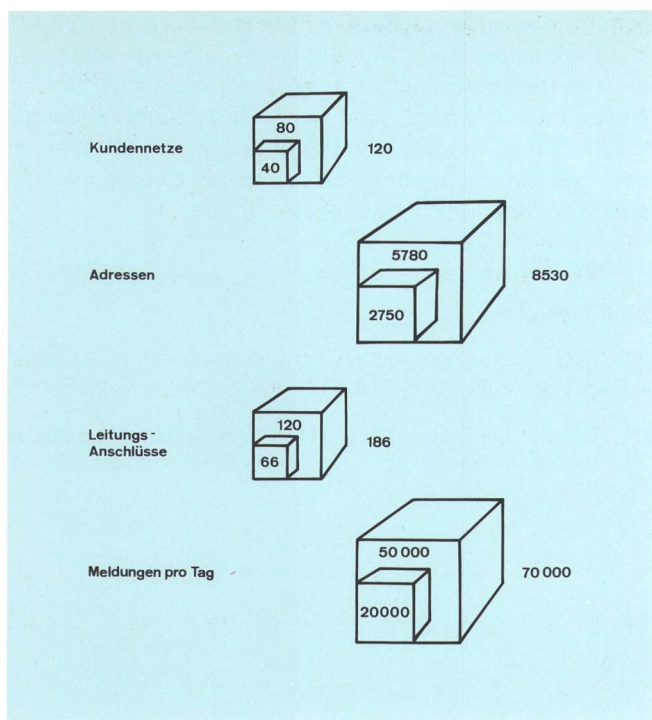 80
Kundennetze
120
40
5780
Adressen
8530
2750
120
Leitungs-
Anschlüsse
186
66
50 000
Meldungen pro Tag
70 000
20000